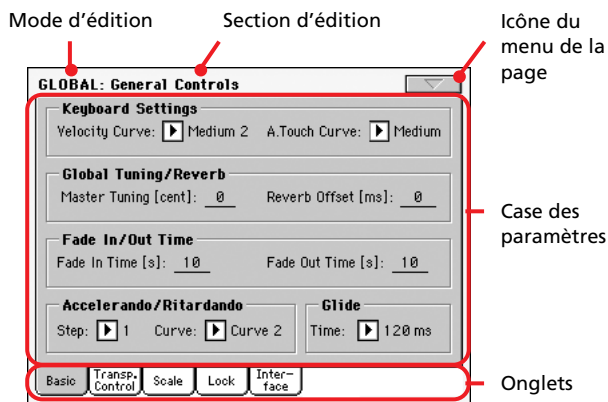 Mode d'édition
Section d'édition
Icône du
menu de la
page
GLOBAL: General Controls
Keyboard Settings
Velocity Curve: Medium 2 A.Touch Curve: Medium
Global Tuning/Reverb
Master Tuning [cent]: 0 Reverb Offset [ms]: 0
Case des
paramètres
Fade In/Out Time
Fade In Time [s]: 10 Fade Out Time [s]: 10
Accelerando/Ritardando
Glide
Step: 1 Curve: Curve 2 Time: 120 ms
Basic
Transp.
Control
Scale
Lock
Inter-
face
Onglets